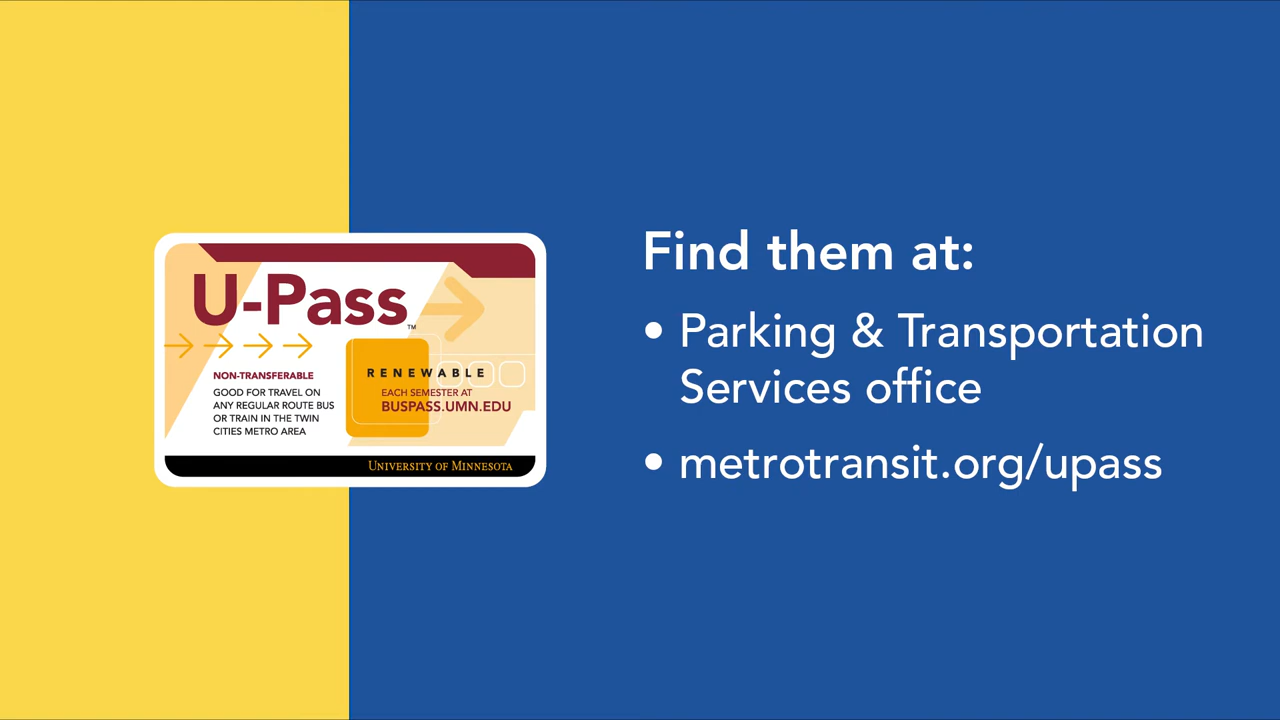 U-Pass™
NON-TRANSFERABLE
GOOD FOR TRAVEL ON
ANY REGULAR ROUTE BUS
OR TRAIN IN THE TWIN
CITIES METRO AREA
RENEWABLE
EACH SEMESTER AT
BUSPASS.UMN.EDU
UNIVERSITY OF MINNESOTA
Find them at:
• Parking & Transportation
Services office
• metrotransit.org/upass